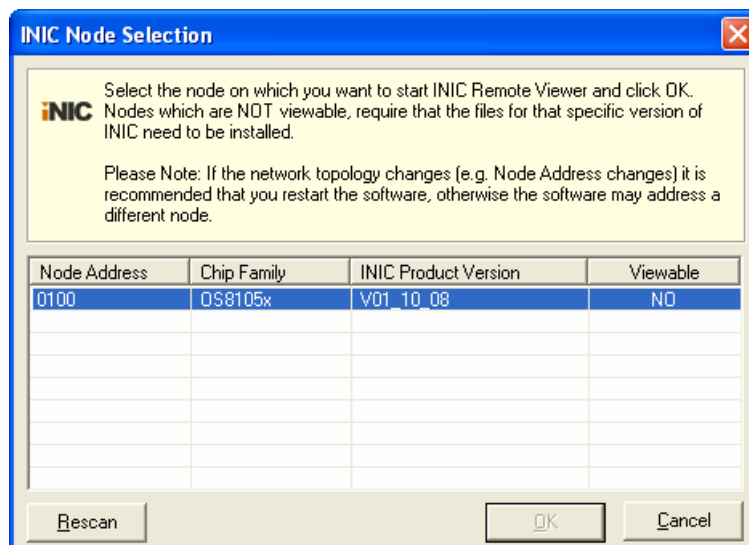 INIC Node Selection
Select the node on which you want to start INIC Remote Viewer and click OK.
iNIC Nodes which are NOT viewable, require that the files for that specific version of
INIC need to be installed.
Please Note: If the network topology changes (e.g. Node Address changes) it is
recommended that you restart the software, otherwise the software may address a
different node.
Node Address Chip Family INIC Product Version Viewable
0100 OS8105x V01_10_08 NO
Rescan OK Cancel